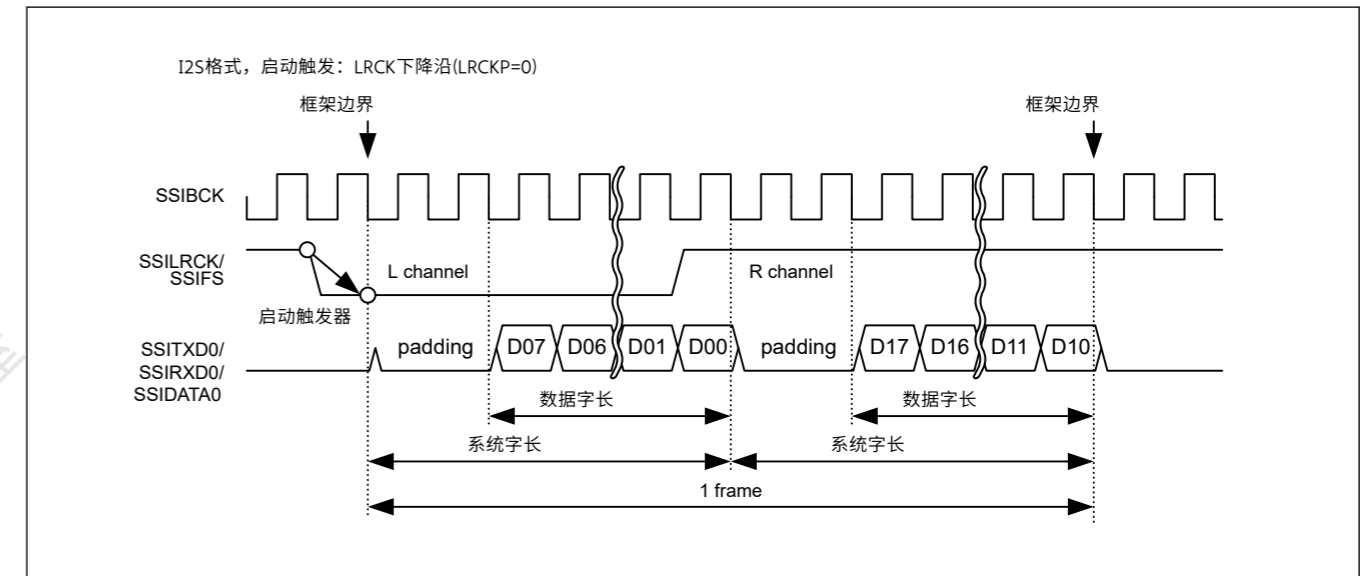 I2S格式，启动触发：LRCK下降沿(LRCKP=0)
框架边界 框架边界
SSIBCK
SSILRCK/
SSIFS
L channel R channel
启动触发器
SSITXD0/
SSIRXD0/
SSIDATA0
padding D07 D06 D01 D00 padding D17 D16 D11 D10
数据字长 数据字长
系统字长 系统字长
1 frame